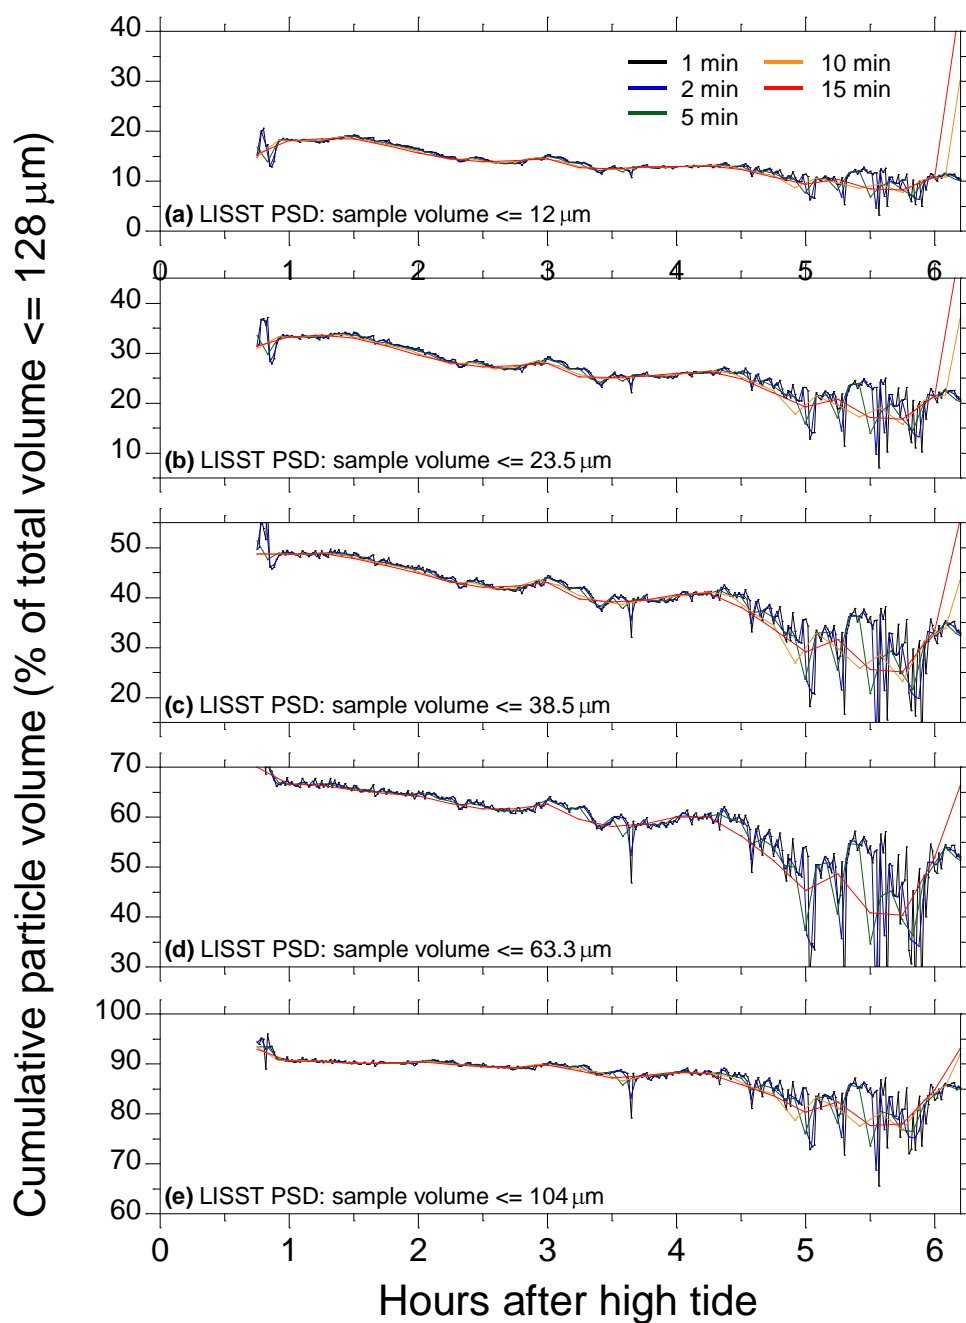 Cumulative particle volume (% of total volume <= 128 µm)
40
30
20
10
0
1 min
2 min
5 min
10 min
15 min
(a) LISST PSD: sample volume <= 12 µm
0 1 2 3 4 5 6
40
30
20
10
(b) LISST PSD: sample volume <= 23.5 µm
50
40
30
20
(c) LISST PSD: sample volume <= 38.5 µm
70
60
50
40
30
(d) LISST PSD: sample volume <= 63.3 µm
100
90
80
70
60
(e) LISST PSD: sample volume <= 104 µm
0 1 2 3 4 5 6
Hours after high tide